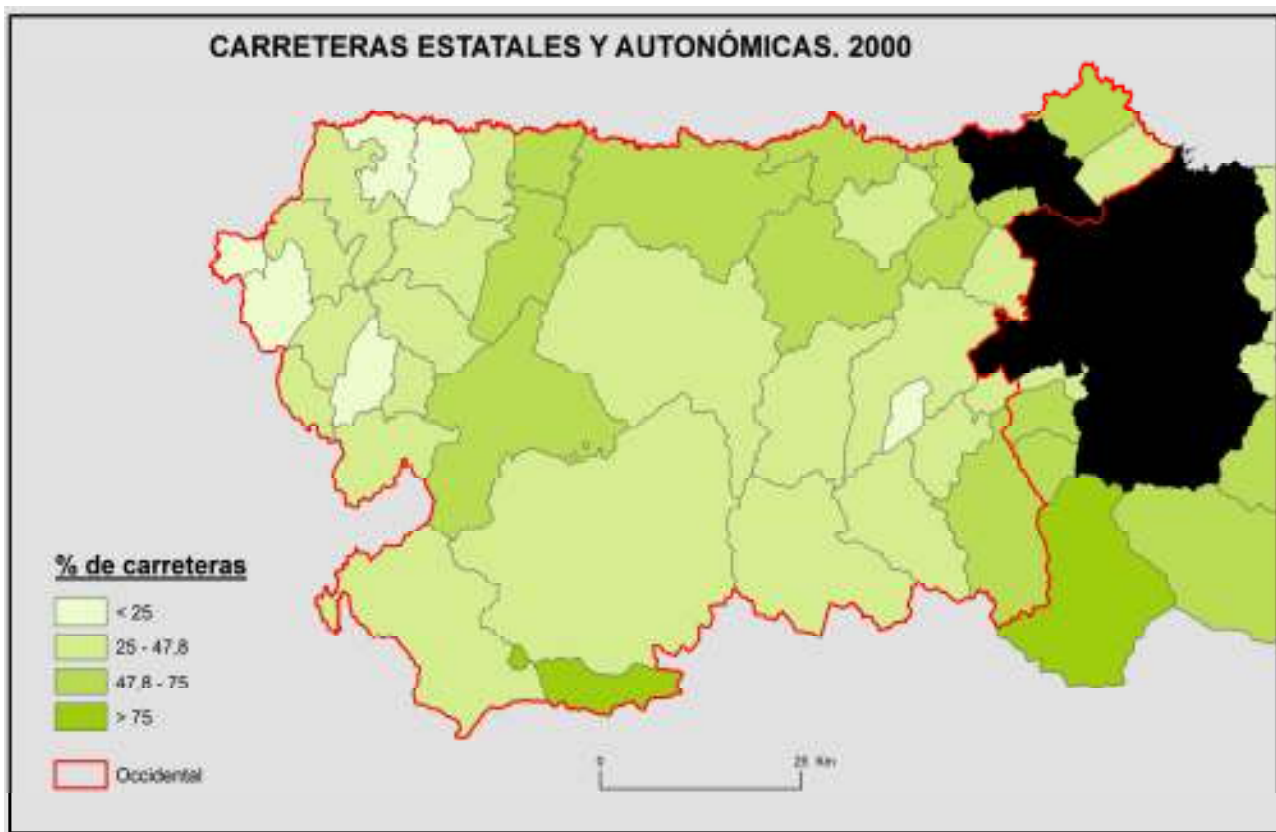 CARRETERAS ESTATALES Y AUTONÓMICAS. 2000
% de carreteras
< 25
25 - 47,8
47,8 - 75
> 75
Occidental
0 25 Km